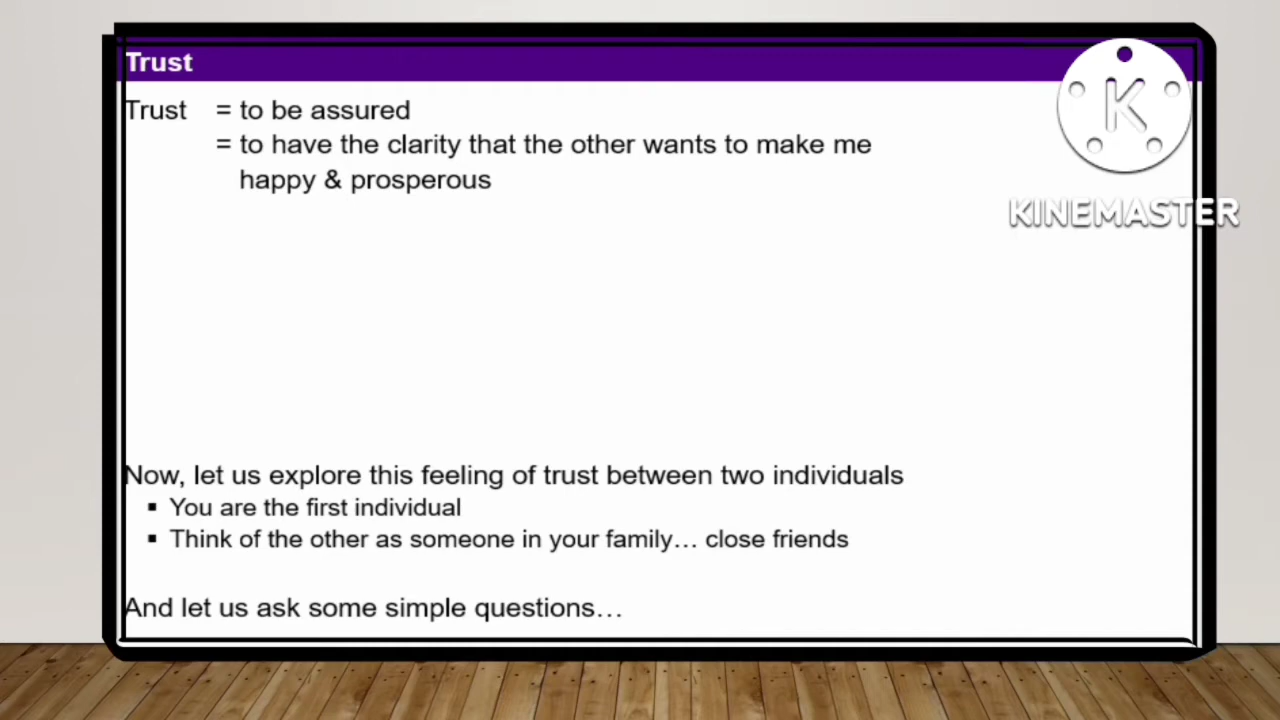 Trust
Trust = to be assured
= to have the clarity that the other wants to make me
happy & prosperous
K
KINEMASTER
Now, let us explore this feeling of trust between two individuals
▪ You are the first individual
▪ Think of the other as someone in your family… close friends
And let us ask some simple questions…